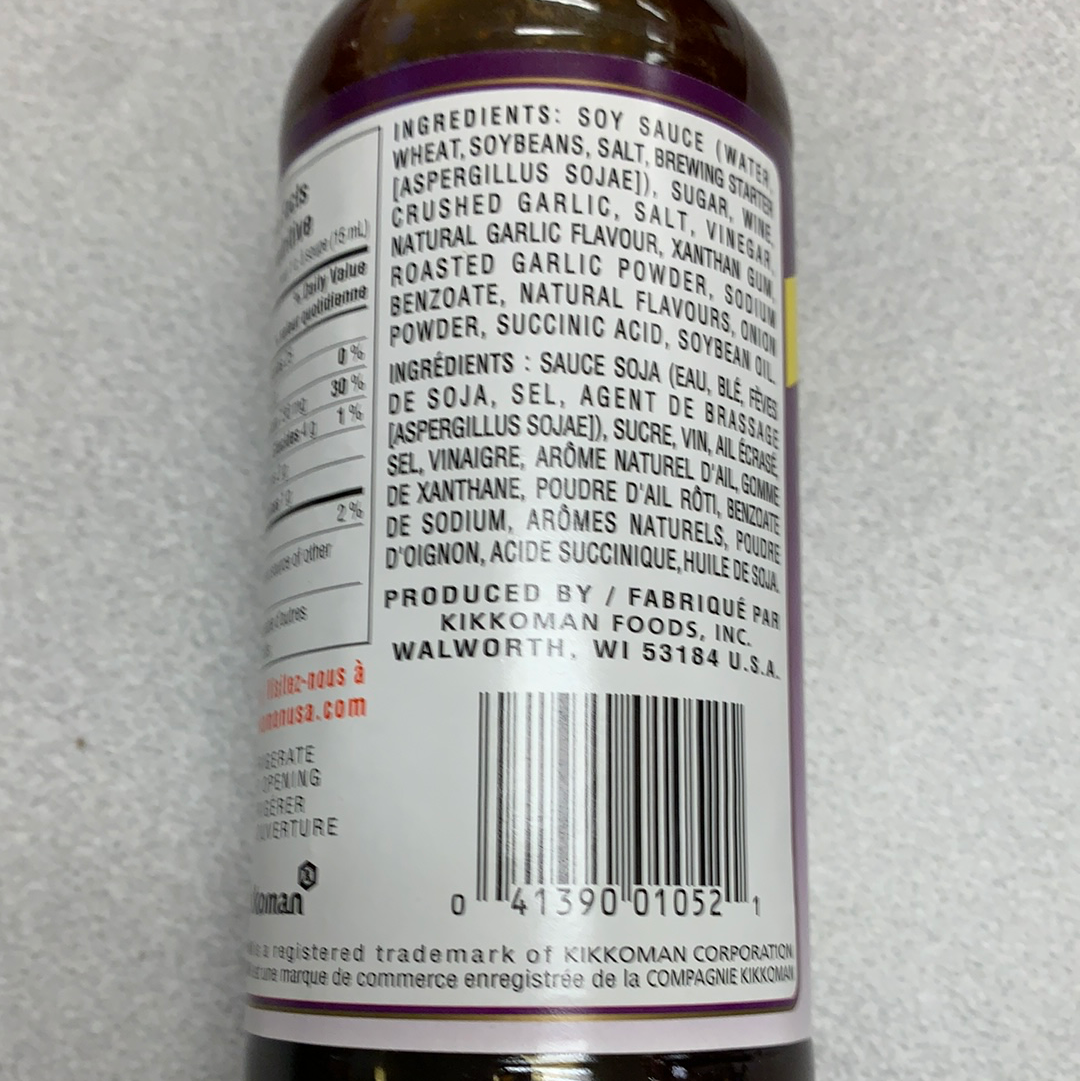 INGREDIENTS: SOY SAUCE (WATER,
WHEAT, SOYBEANS, SALT, BREWING STARTER
[ASPERGILLUS SOJAE]), SUGAR, WINE,
CRUSHED GARLIC, SALT, VINEGAR,
NATURAL GARLIC FLAVOUR, XANTHAN GUM,
ROASTED GARLIC POWDER, SODIUM
BENZOATE, NATURAL FLAVOURS, ONION
POWDER, SUCCINIC ACID, SOYBEAN OIL.
INGRÉDIENTS : SAUCE SOJA (EAU, BLÉ, FÈVES
DE SOJA, SEL, AGENT DE BRASSAGE
[ASPERGILLUS SOJAE]), SUCRE, VIN, AIL ÉCRASÉ,
SEL, VINAIGRE, ARÔME NATUREL D'AIL, GOMME
DE XANTHANE, POUDRE D'AIL RÔTI, BENZOATE
DE SODIUM, ARÔMES NATURELS, POUDRE
D'OIGNON, ACIDE SUCCINIQUE, HUILE DE SOJA.
PRODUCED BY / FABRIQUÉ PAR
KIKKOMAN FOODS, INC.
WALWORTH, WI 53184 U.S.A.
(15 mL)
% Daily Value
quotidienne
0 %
30 %
1 %
2 %
of other
Visitez-nous à
OPENING
0 41390 01052 1
a registered trademark of KIKKOMAN CORPORATION
une marque de commerce enregistrée de la COMPAGNIE KIKKOMAN